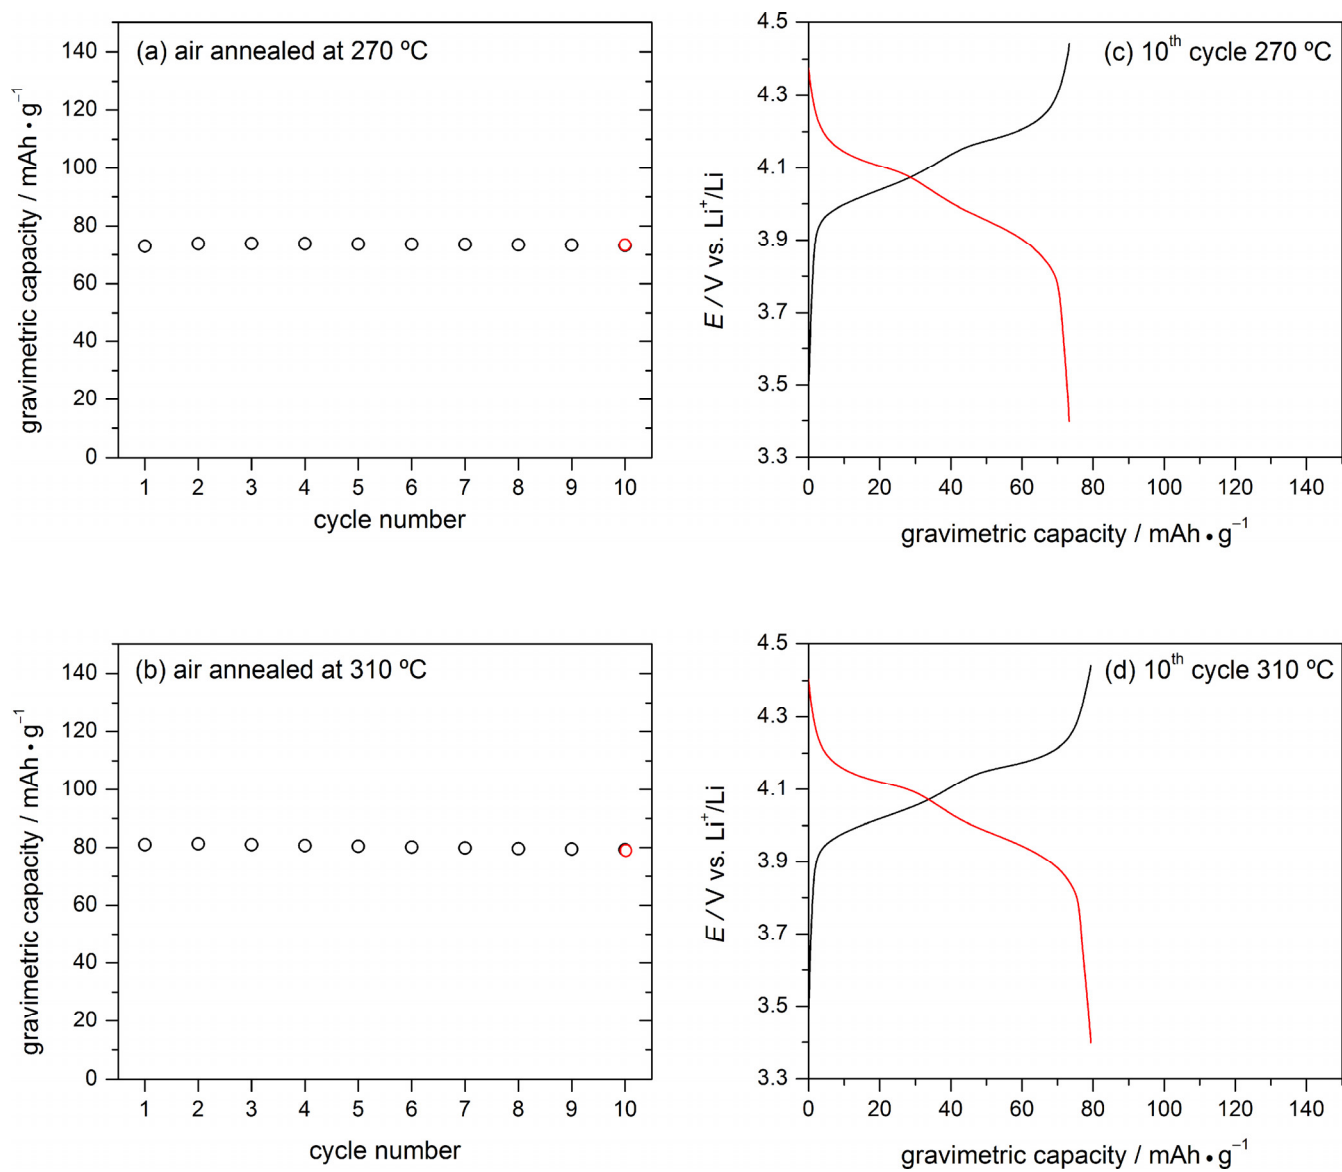 (a) air annealed at 270 ºC
gravimetric capacity / mAh • g⁻¹
140
120
100
80
60
40
20
0
1 2 3 4 5 6 7 8 9 10
cycle number
(c) 10ᵗʰ cycle 270 ºC
E / V vs. Li⁺/Li
4.5
4.3
4.1
3.9
3.7
3.5
3.3
0 20 40 60 80 100 120 140
gravimetric capacity / mAh • g⁻¹
(b) air annealed at 310 ºC
gravimetric capacity / mAh • g⁻¹
140
120
100
80
60
40
20
0
1 2 3 4 5 6 7 8 9 10
cycle number
(d) 10ᵗʰ cycle 310 ºC
E / V vs. Li⁺/Li
4.5
4.3
4.1
3.9
3.7
3.5
3.3
0 20 40 60 80 100 120 140
gravimetric capacity / mAh • g⁻¹